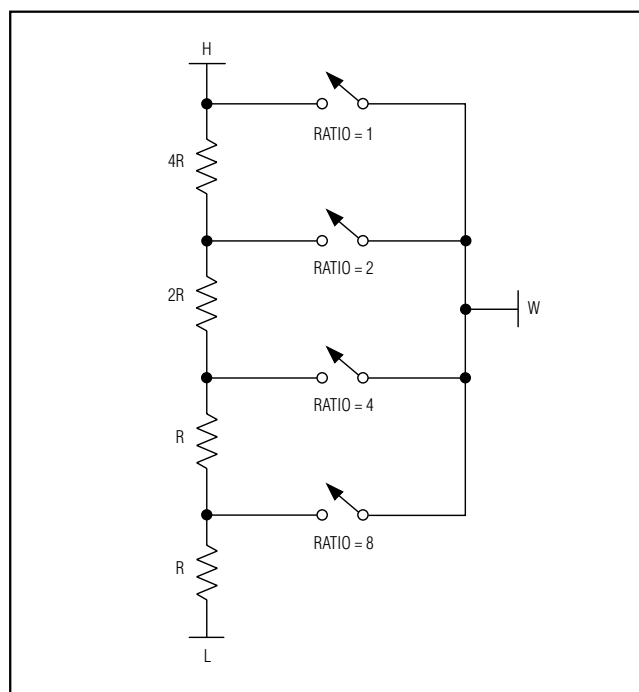 H
RATIO = 1
4R
RATIO = 2
2R
W
RATIO = 4
R
RATIO = 8
R
L